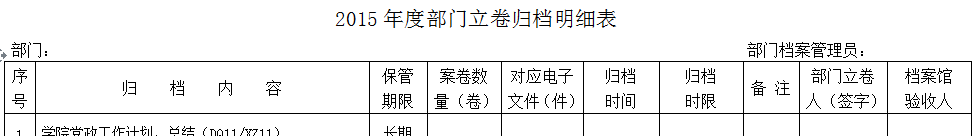 2015 年度部门立卷归档明细表
部门： 部门档案管理员：
序号 归 档 内 容 保管期限 案卷数量（卷） 对应电子文件（件） 归档时间 归档时限 备 注 部门立卷人（签字） 档案馆验收人
1 学院党政工作计划、总结（DQ11/XZ11） 长期